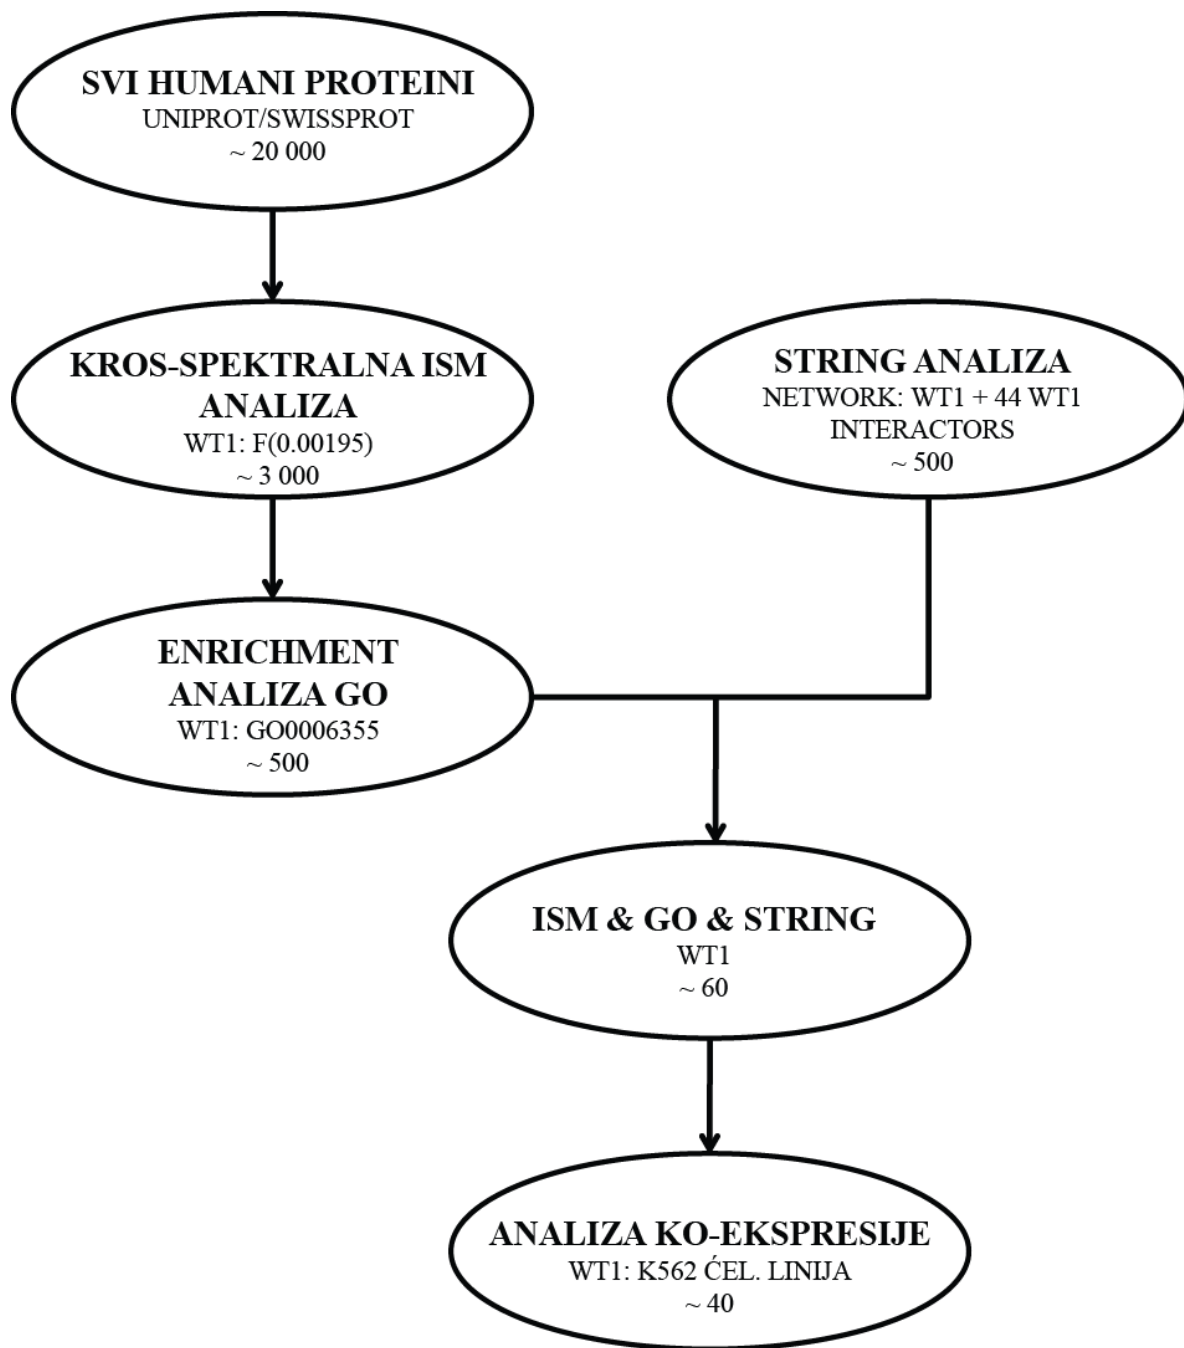 SVI HUMANI PROTEINI
UNIPROT/SWISSPROT
~ 20 000
KROS-SPEKTRALNA ISM
ANALIZA
WT1: F(0.00195)
~ 3 000
STRING ANALIZA
NETWORK: WT1 + 44 WT1
INTERACTORS
~ 500
ENRICHMENT
ANALIZA GO
WT1: GO0006355
~ 500
ISM & GO & STRING
WT1
~ 60
ANALIZA KO-EKSPRESIJE
WT1: K562 ĆEL. LINIJA
~ 40